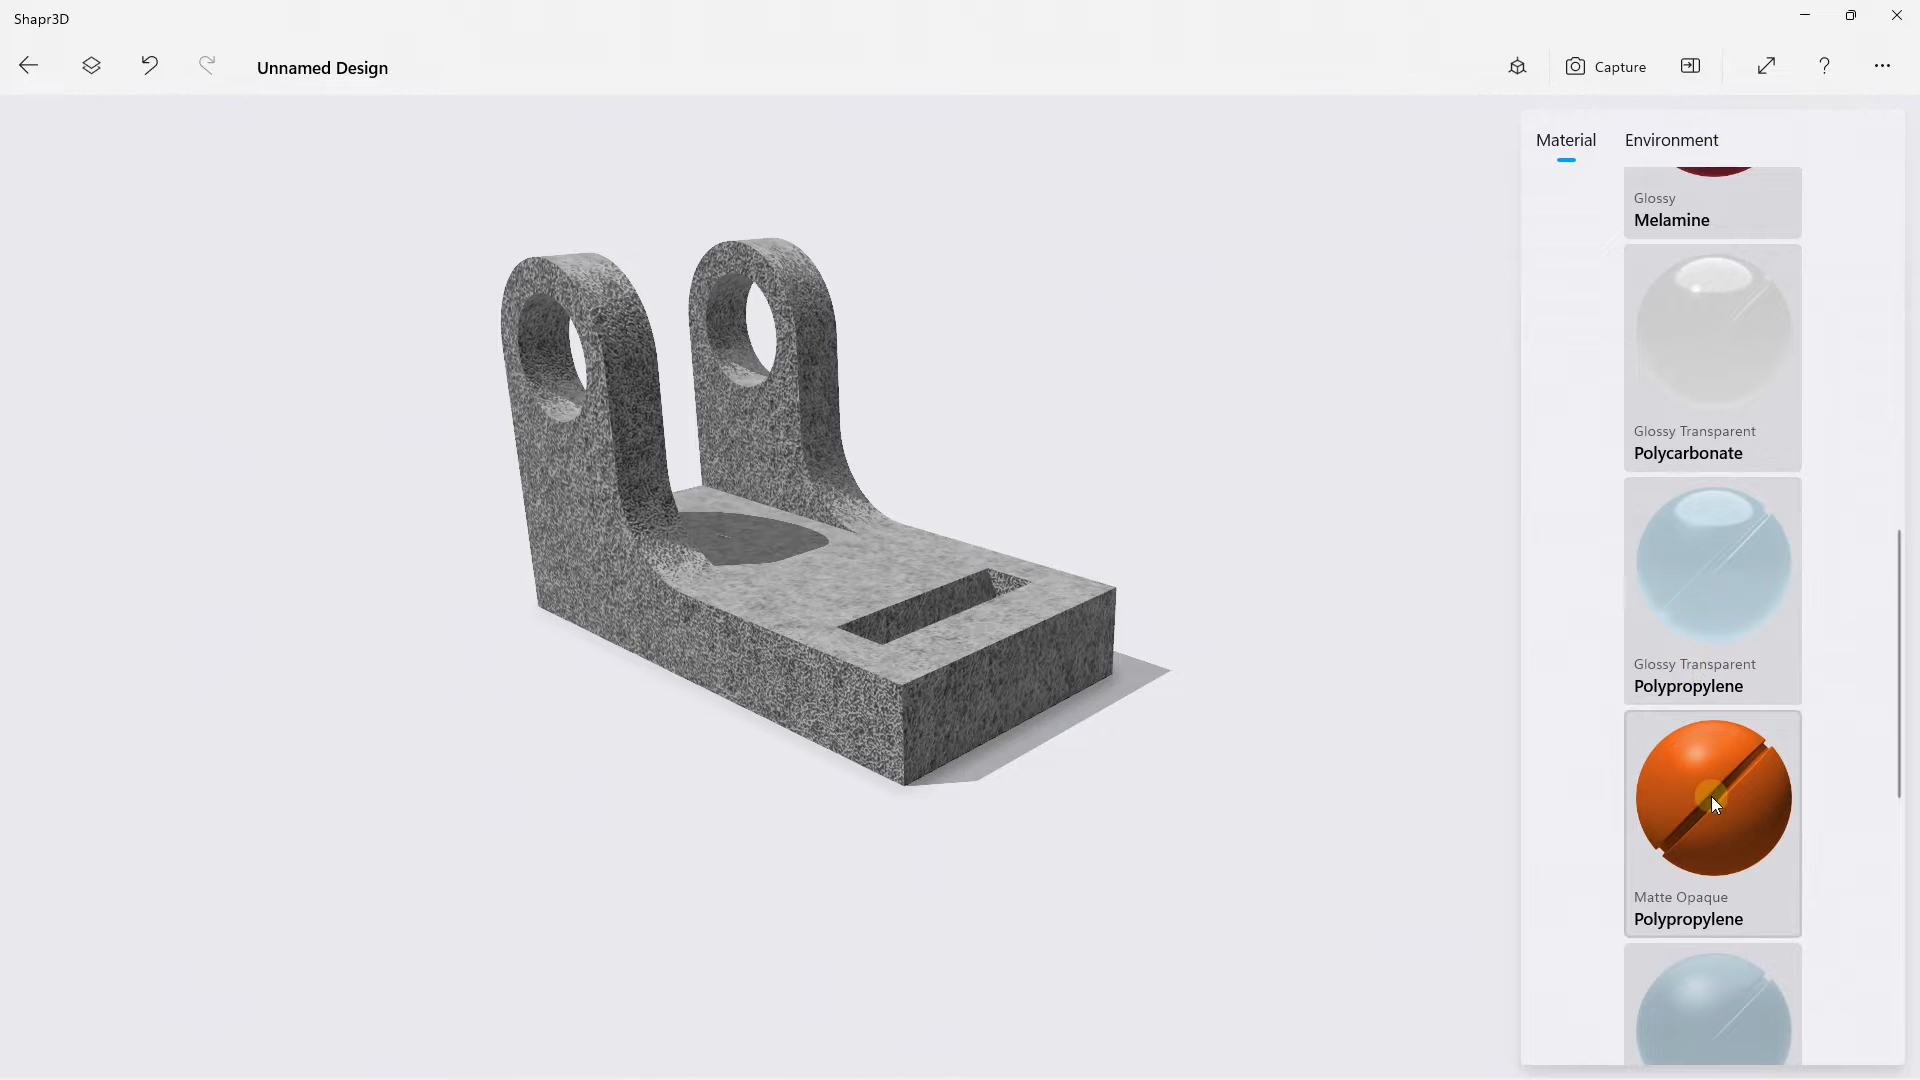 Shapr3D
Unnamed Design
Capture
?
Material
Environment
Glossy
Melamine
Glossy Transparent
Polycarbonate
Glossy Transparent
Polypropylene
Matte Opaque
Polypropylene